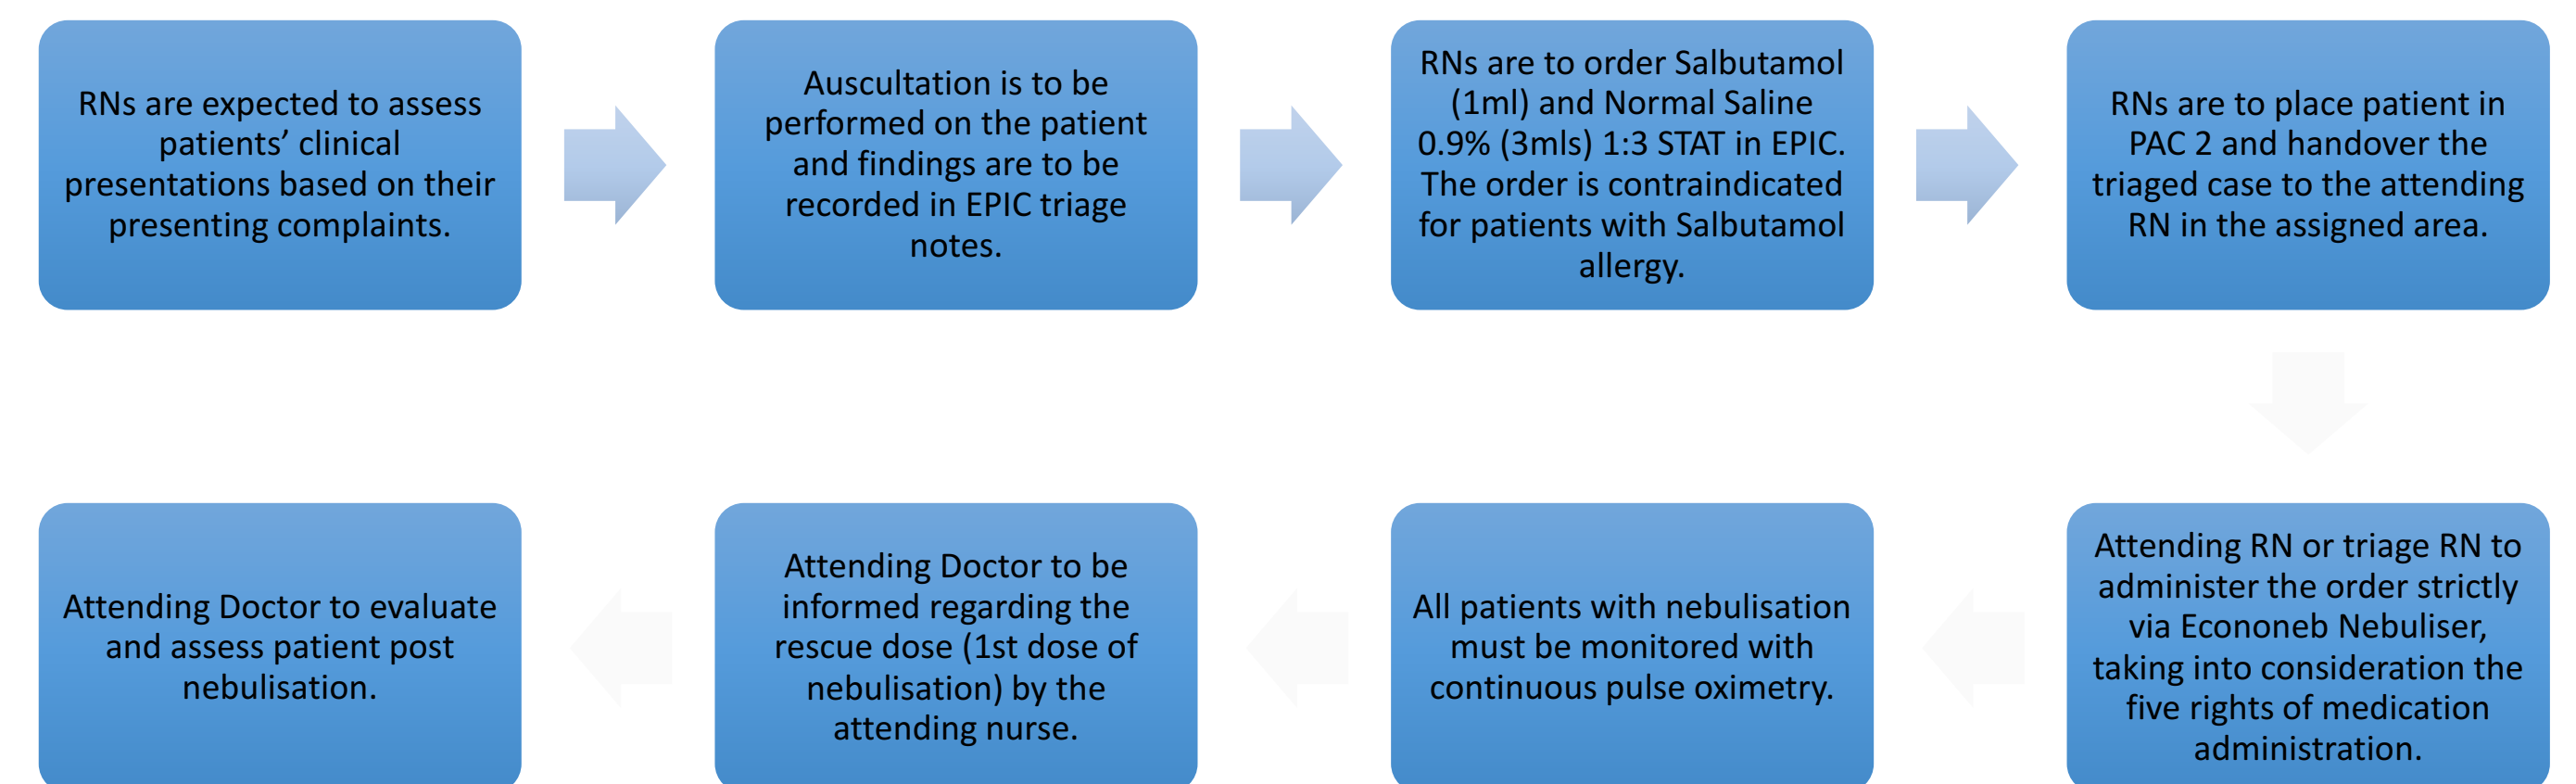 RNs are expected to assess
patients’ clinical
presentations based on their
presenting complaints.
Auscultation is to be
performed on the patient
and findings are to be
recorded in EPIC triage
notes.
RNs are to order Salbutamol
(1ml) and Normal Saline
0.9% (3mls) 1:3 STAT in EPIC.
The order is contraindicated
for patients with Salbutamol
allergy.
RNs are to place patient in
PAC 2 and handover the
triaged case to the attending
RN in the assigned area.
Attending RN or triage RN to
administer the order strictly
via Econoneb Nebuliser,
taking into consideration the
five rights of medication
administration.
All patients with nebulisation
must be monitored with
continuous pulse oximetry.
Attending Doctor to be
informed regarding the
rescue dose (1st dose of
nebulisation) by the
attending nurse.
Attending Doctor to evaluate
and assess patient post
nebulisation.